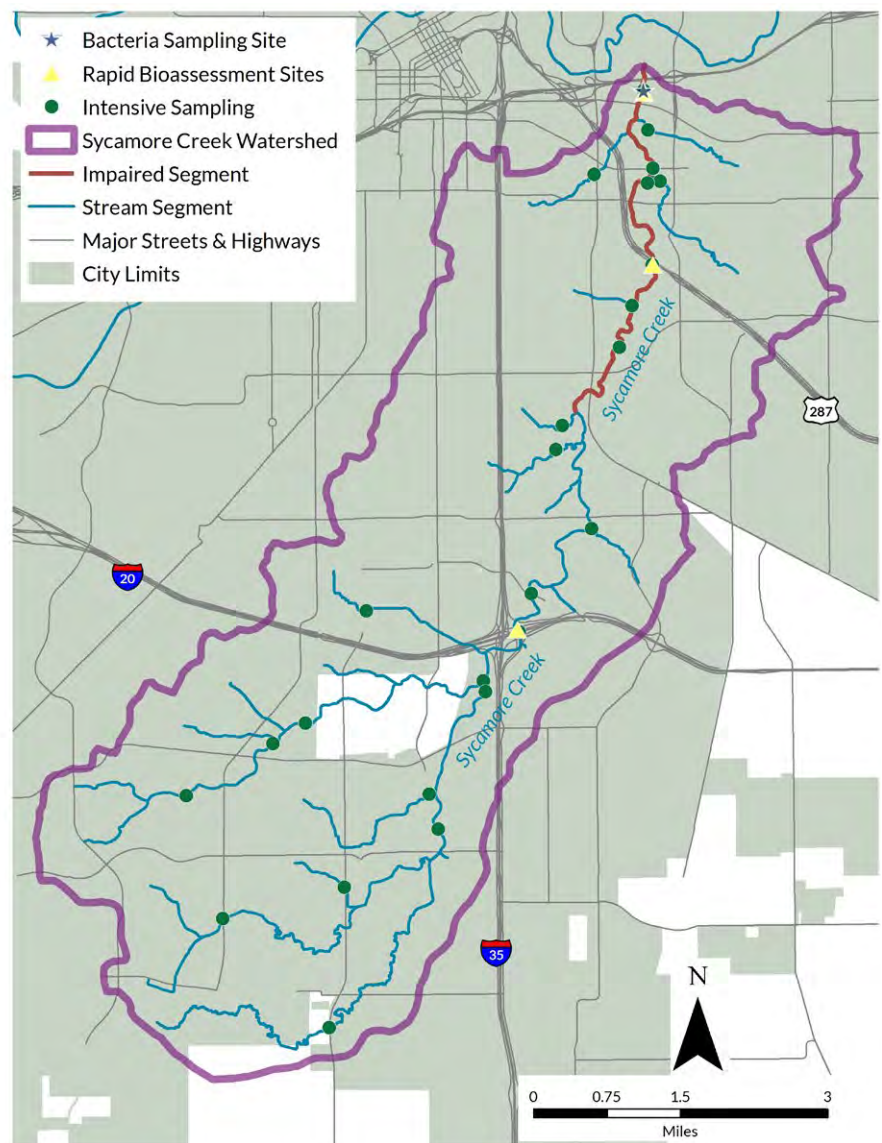 Bacteria Sampling Site
Rapid Bioassessment Sites
Intensive Sampling
Sycamore Creek Watershed
Impaired Segment
Stream Segment
Major Streets & Highways
City Limits
Sycamore Creek
287
20
Sycamore Creek
35
N
0 0.75 1.5 3
Miles